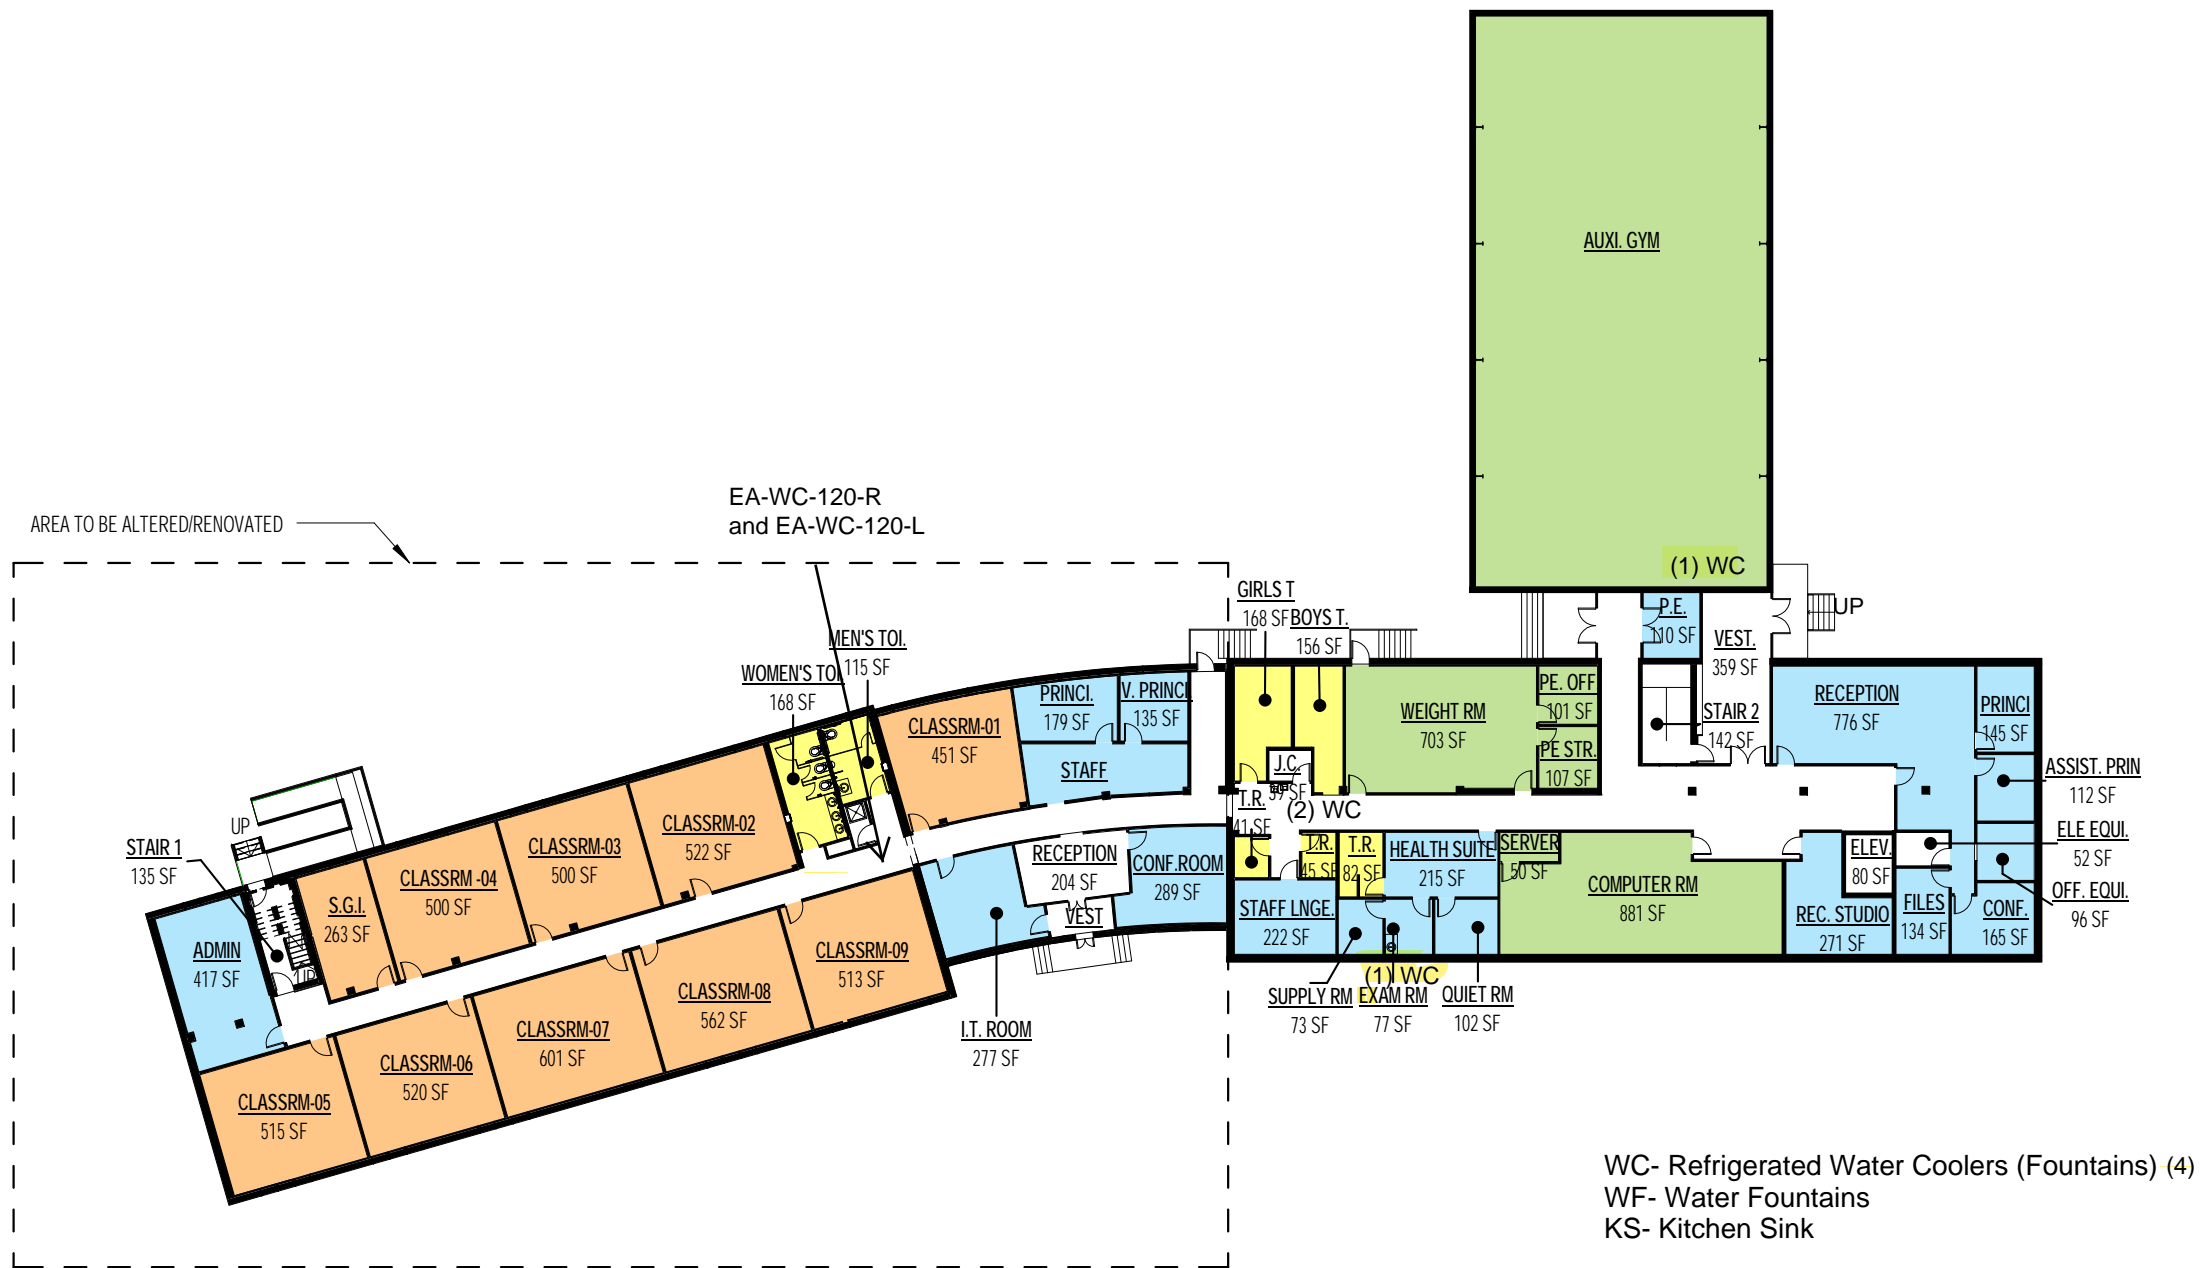 AUXI. GYM
(1) WC
EA-WC-120-R
and EA-WC-120-L
AREA TO BE ALTERED/RENOVATED
GIRLS T
168 SF
BOYS T.
156 SF
P.E.
110 SF
UP
VEST.
359 SF
MEN'S TOI.
115 SF
WOMEN'S TOI
168 SF
PRINCI.
179 SF
V. PRINCI
135 SF
CLASSRM-01
451 SF
STAFF
WEIGHT RM
703 SF
PE. OFF
101 SF
PE STR.
107 SF
STAIR 2
142 SF
RECEPTION
776 SF
PRINCI
145 SF
ASSIST. PRIN
112 SF
ELE EQUI.
52 SF
OFF. EQUI.
96 SF
J.C.
39 SF
(2) WC
T.R.
41 SF
T.R.
45 SF
T.R.
82 SF
HEALTH SUITE
215 SF
SERVER
50 SF
COMPUTER RM
881 SF
ELEV.
80 SF
REC. STUDIO
271 SF
FILES
134 SF
CONF.
165 SF
UP
STAIR 1
135 SF
CLASSRM-02
522 SF
CLASSRM-03
500 SF
CLASSRM -04
500 SF
S.G.I.
263 SF
UP
ADMIN
417 SF
RECEPTION
204 SF
VEST
CONF.ROOM
289 SF
STAFF LNGE.
222 SF
(1) WC
SUPPLY RM
73 SF
EXAM RM
77 SF
QUIET RM
102 SF
I.T. ROOM
277 SF
CLASSRM-09
513 SF
CLASSRM-08
562 SF
CLASSRM-07
601 SF
CLASSRM-06
520 SF
CLASSRM-05
515 SF
WC- Refrigerated Water Coolers (Fountains) (4)
WF- Water Fountains
KS- Kitchen Sink